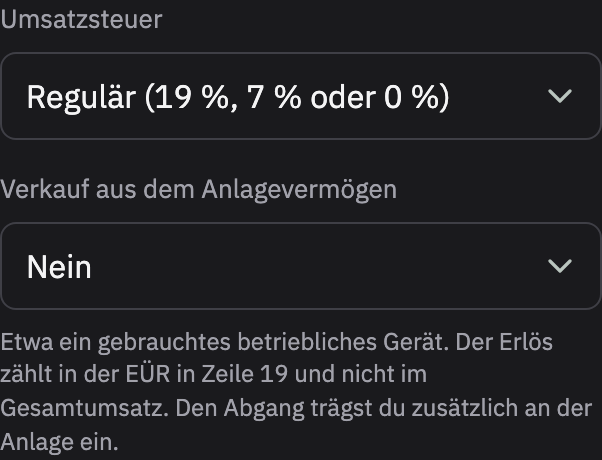 Umsatzsteuer
Regulär (19 %, 7 % oder 0 %)
Verkauf aus dem Anlagevermögen
Nein
Etwa ein gebrauchtes betriebliches Gerät. Der Erlös
zählt in der EÜR in Zeile 19 und nicht im
Gesamtumsatz. Den Abgang trägst du zusätzlich an der
Anlage ein.